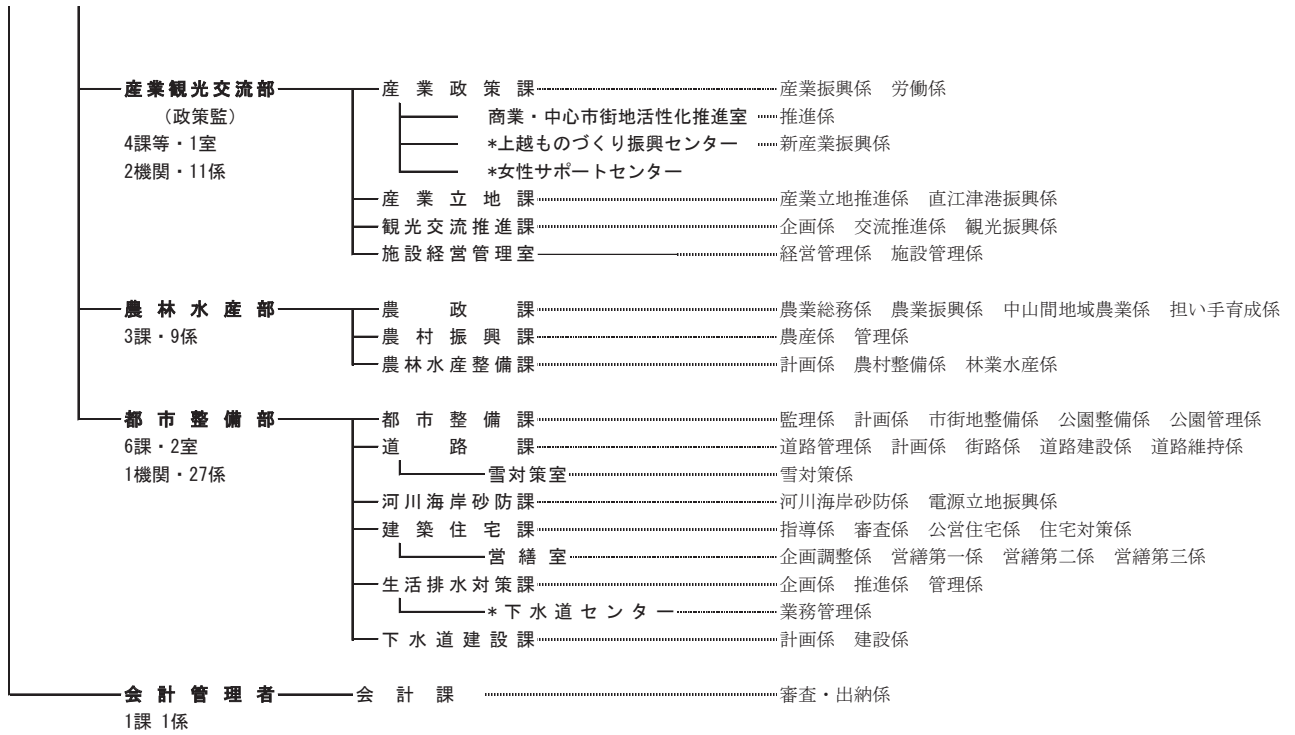 産業観光交流部 産業政策課 産業振興係 労働係
（政策監） 商業・中心市街地活性化推進室 推進係
4課等・1室 *上越ものづくり振興センター 新産業振興係
2機関・11係 *女性サポートセンター
産業立地課 産業立地推進係 直江津港振興係
観光交流推進課 企画係 交流推進係 観光振興係
施設経営管理室 経営管理係 施設管理係
農林水産部 農政課 農業総務係 農業振興係 中山間地域農業係 担い手育成係
3課・9係 農村振興課 農産係 管理係
農林水産整備課 計画係 農村整備係 林業水産係
都市整備部 都市整備課 監理係 計画係 市街地整備係 公園整備係 公園管理係
6課・2室 道路課 道路管理係 計画係 街路係 道路建設係 道路維持係
1機関・27係 雪対策室 雪対策係
河川海岸砂防課 河川海岸砂防係 電源立地振興係
建築住宅課 指導係 審査係 公営住宅係 住宅対策係
営繕室 企画調整係 営繕第一係 営繕第二係 営繕第三係
生活排水対策課 企画係 推進係 管理係
*下水道センター 業務管理係
下水道建設課 計画係 建設係
会計管理者 会計課 審査・出納係
1課 1係